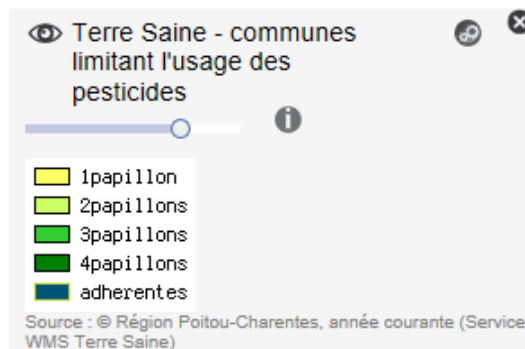 Terre Saine - communes
limitant l'usage des
pesticides
1papillon
2papillons
3papillons
4papillons
adherentes
Source : © Région Poitou-Charentes, année courante (Service
WMS Terre Saine)